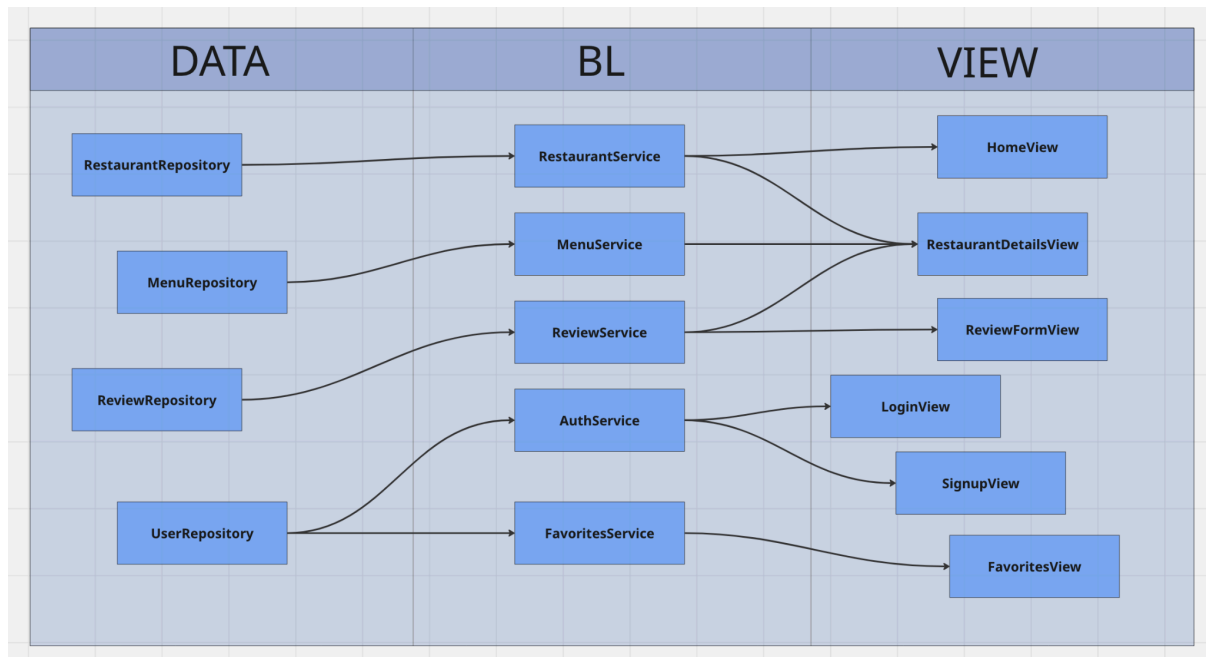 DATA
BL
VIEW
RestaurantRepository
MenuRepository
ReviewRepository
UserRepository
RestaurantService
MenuService
ReviewService
AuthService
FavoritesService
HomeView
RestaurantDetailsView
ReviewFormView
LoginView
SignupView
FavoritesView